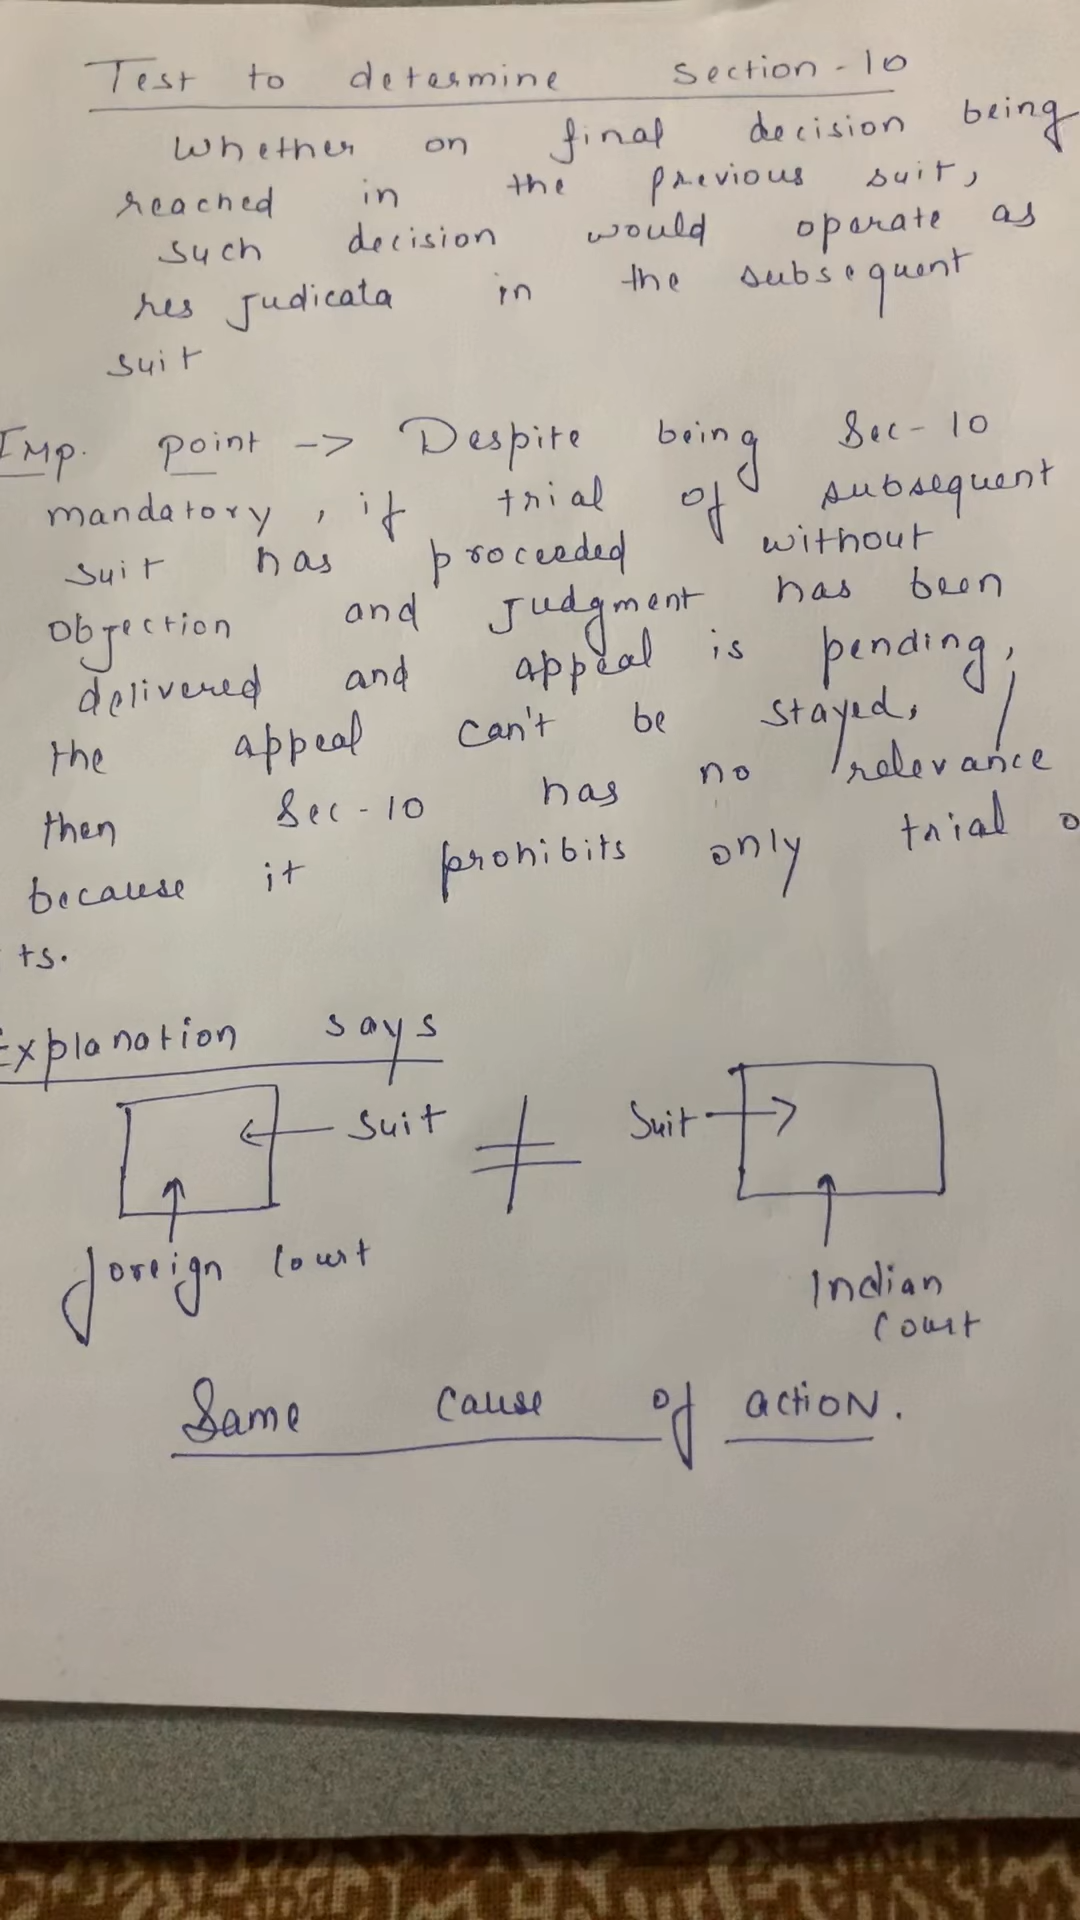 Test to determine Section-10
Whether on final decision being
reached in the previous suit,
such decision would operate as
res judicata in the subsequent
suit
Imp. point -> Despite being Sec-10
mandatory, if trial of subsequent
suit has proceeded without
objection and judgment has been
delivered and appeal is pending,
the appeal can't be stayed,
then Sec-10 has no relevance
because it prohibits only trial o
ts.
Explanation says
Suit ≠ Suit
foreign Court
Indian
Court
Same cause of action.